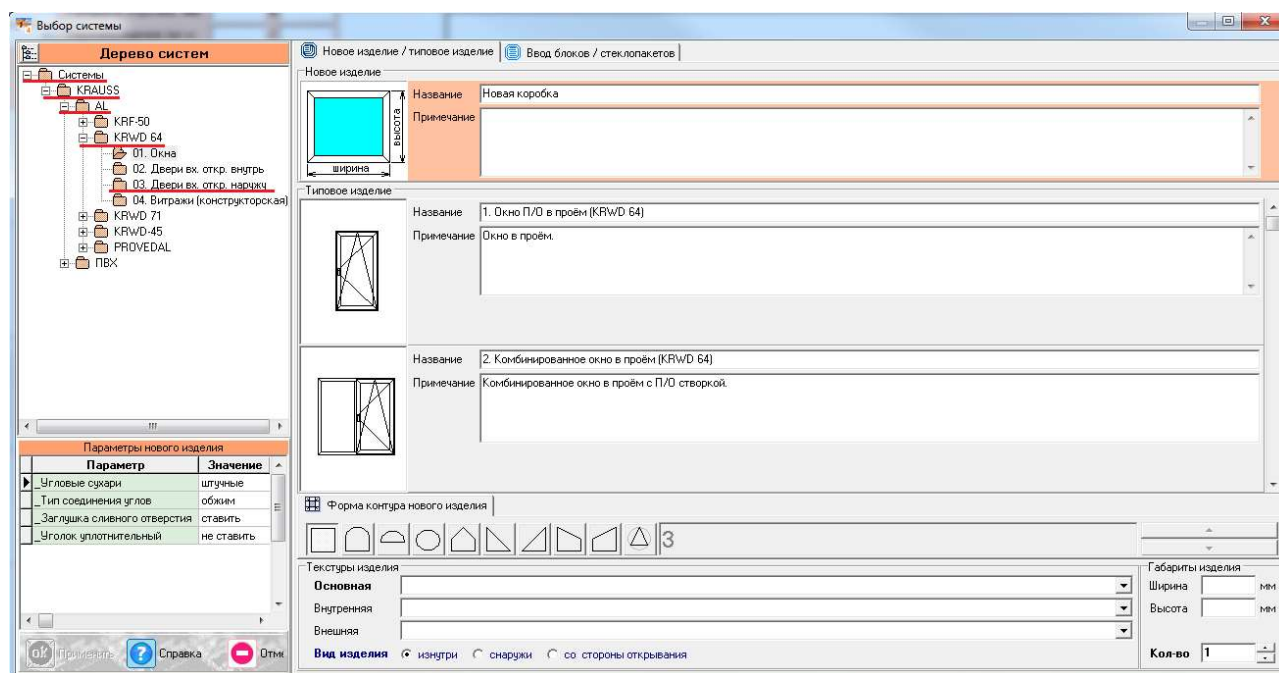 Выбор системы
Дерево систем
Системы
KRAUSS
AL
KRF-50
KRWD 64
01. Окна
02. Двери вх. откр. внутрь
03. Двери вх. откр. наружу
04. Витражи (конструкторская)
KRWD 71
KRWD-45
PROVEDAL
ПВХ
Параметры нового изделия
Параметр Значение
_Угловые сухари штучные
_Тип соединения углов обжим
_Заглушка сливного отверстия ставить
_Уголок уплотнительный не ставить
ok Применить ? Справка Отме
Новое изделие / типовое изделие Ввод блоков / стеклопакетов
Новое изделие
высота
ширина
Название Новая коробка
Примечание
Типовое изделие
Название 1. Окно П/О в проём (KRWD 64)
Примечание Окно в проём.
Название 2. Комбинированное окно в проём (KRWD 64)
Примечание Комбинированное окно в проём с П/О створкой.
Форма контура нового изделия
3
Текстуры изделия
Основная
Внутренняя
Внешняя
Вид изделия изнутри снаружи со стороны открывания
Габариты изделия
Ширина мм
Высота мм
Кол-во 1